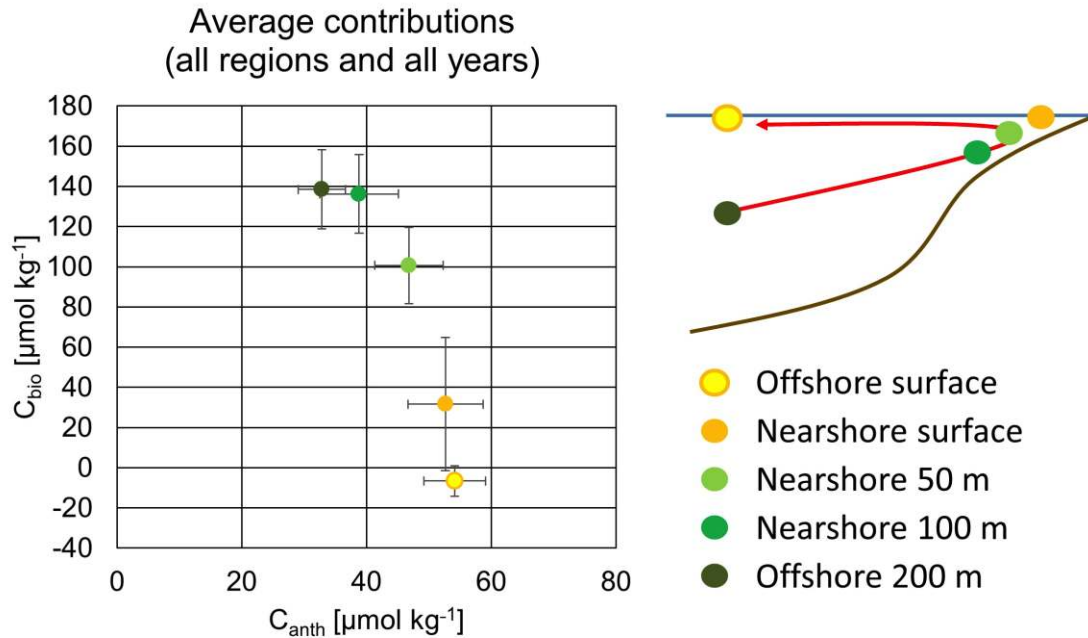 Average contributions
(all regions and all years)
180
160
140
120
100
80
60
40
20
0
-20
-40
0 20 40 60 80
C_bio [µmol kg⁻¹]
C_anth [µmol kg⁻¹]
Offshore surface
Nearshore surface
Nearshore 50 m
Nearshore 100 m
Offshore 200 m